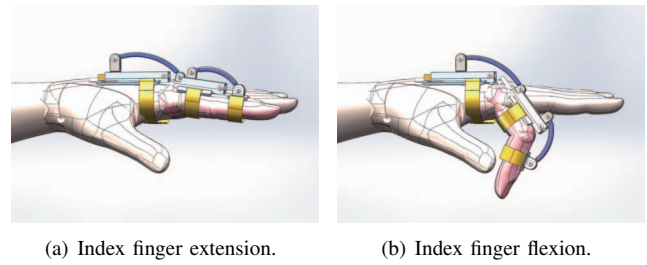 (a) Index finger extension.
(b) Index finger flexion.